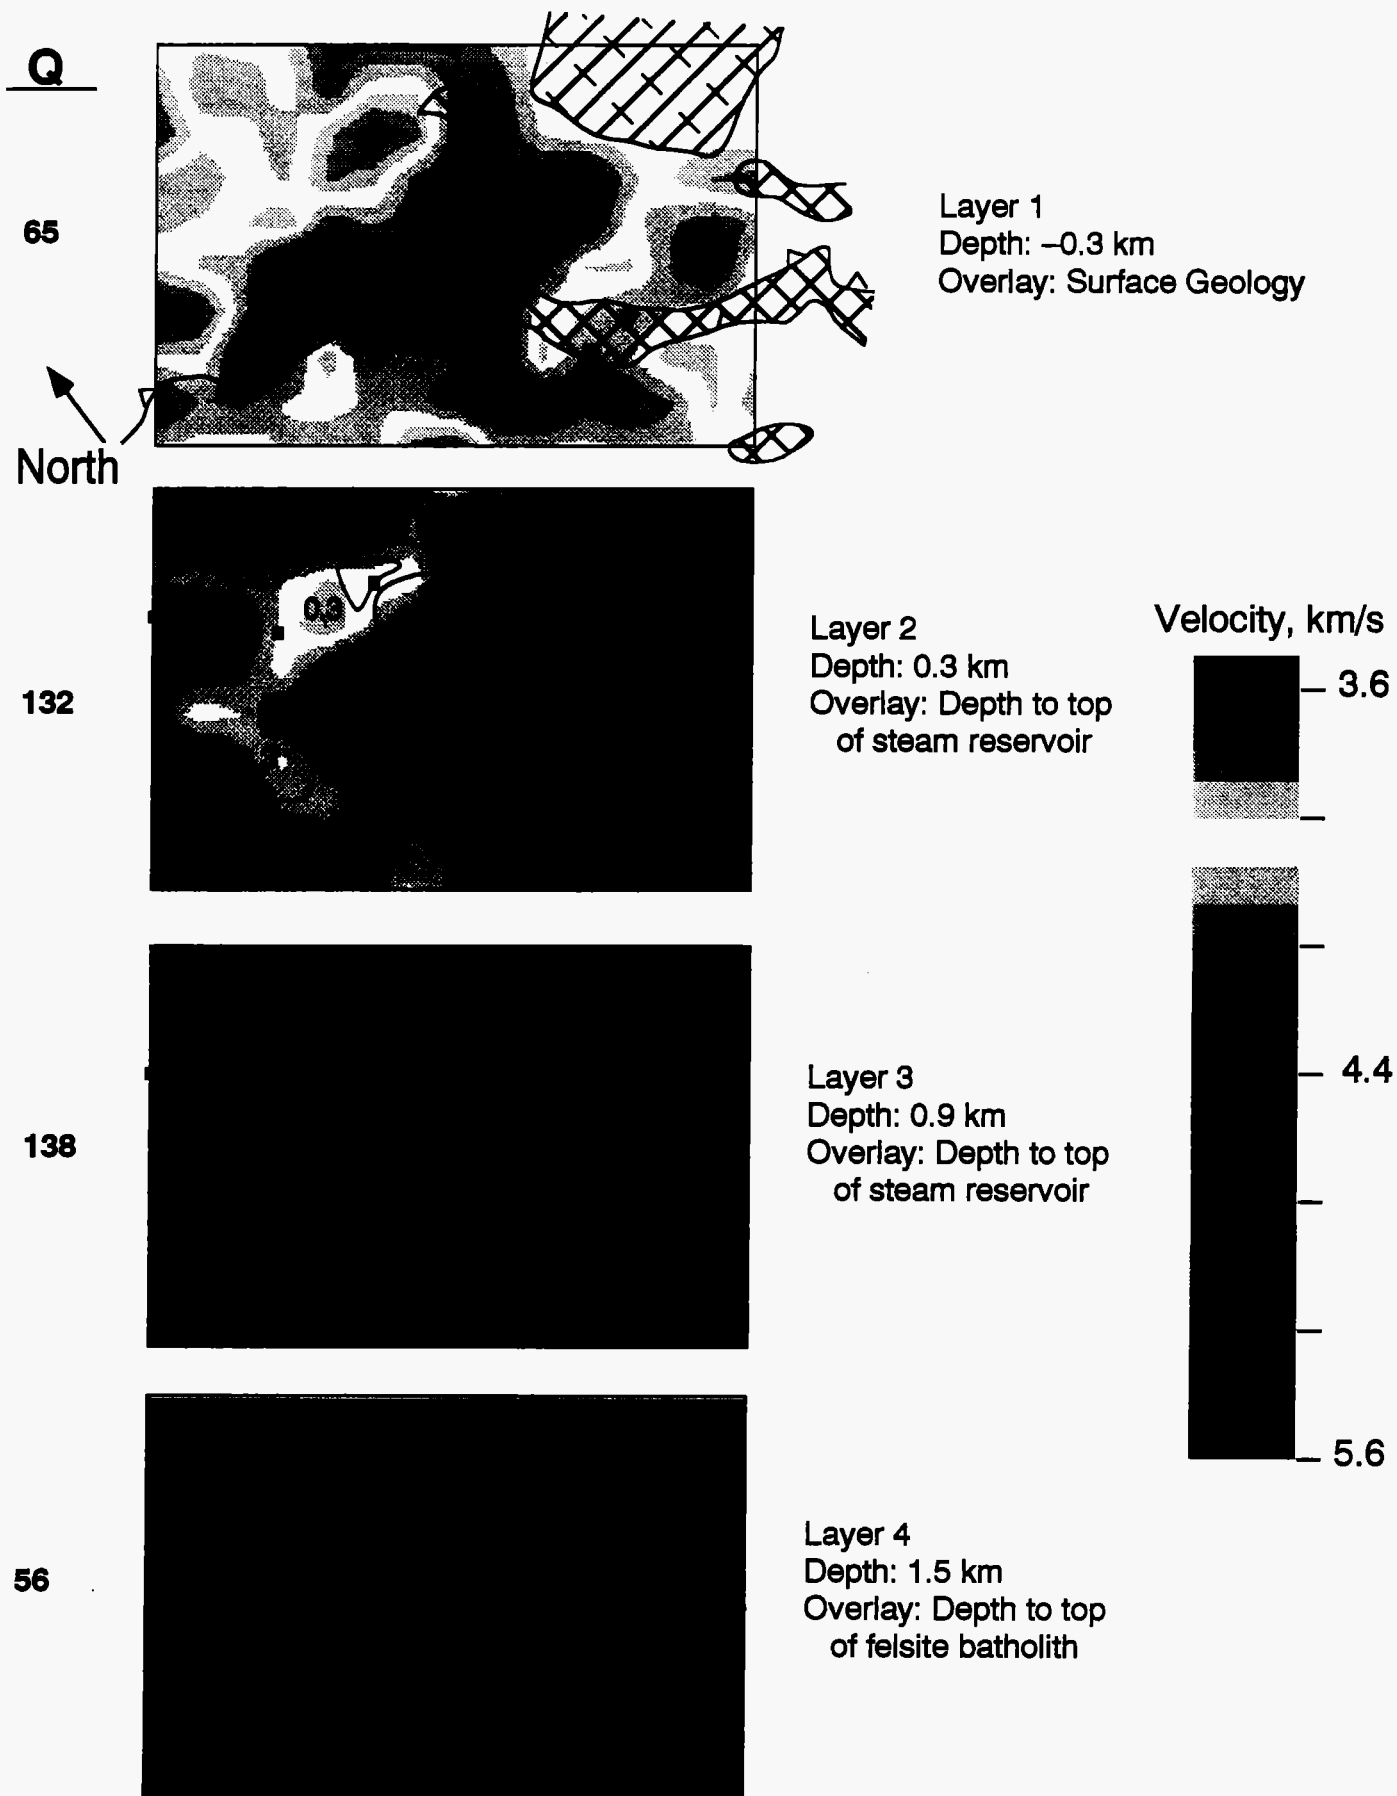 Q
65
Layer 1
Depth: –0.3 km
Overlay: Surface Geology
North
0.3
132
Layer 2
Depth: 0.3 km
Overlay: Depth to top
of steam reservoir
Velocity, km/s
3.6
4.4
5.6
138
Layer 3
Depth: 0.9 km
Overlay: Depth to top
of steam reservoir
56
Layer 4
Depth: 1.5 km
Overlay: Depth to top
of felsite batholith